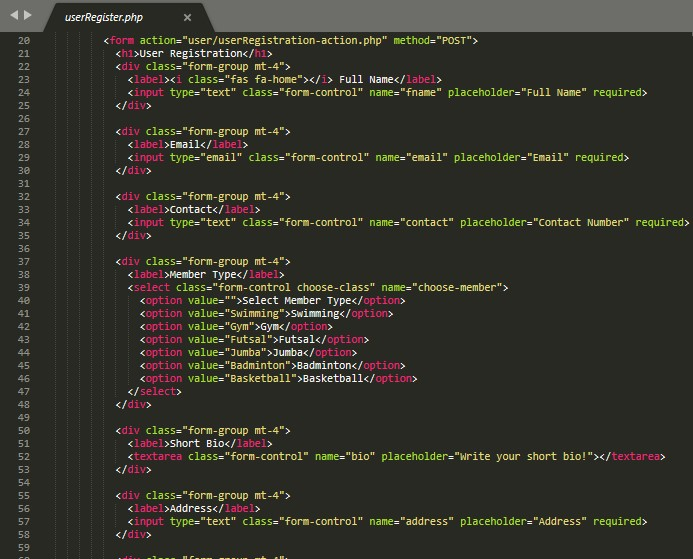 userRegister.php ×
20 <form action="user/userRegistration-action.php" method="POST">
21 <h1>User Registration</h1>
22 <div class="form-group mt-4">
23 <label><i class="fas fa-home"></i> Full Name</label>
24 <input type="text" class="form-control" name="fname" placeholder="Full Name" required>
25 </div>
26
27 <div class="form-group mt-4">
28 <label>Email</label>
29 <input type="email" class="form-control" name="email" placeholder="Email" required>
30 </div>
31
32 <div class="form-group mt-4">
33 <label>Contact</label>
34 <input type="text" class="form-control" name="contact" placeholder="Contact Number" required>
35 </div>
36
37 <div class="form-group mt-4">
38 <label>Member Type</label>
39 <select class="form-control choose-class" name="choose-member">
40 <option value="">Select Member Type</option>
41 <option value="Swimming">Swimming</option>
42 <option value="Gym">Gym</option>
43 <option value="Futsal">Futsal</option>
44 <option value="Jumba">Jumba</option>
45 <option value="Badminton">Badminton</option>
46 <option value="Basketball">Basketball</option>
47 </select>
48 </div>
49
50 <div class="form-group mt-4">
51 <label>Short Bio</label>
52 <textarea class="form-control" name="bio" placeholder="Write your short bio!"></textarea>
53 </div>
54
55 <div class="form-group mt-4">
56 <label>Address</label>
57 <input type="text" class="form-control" name="address" placeholder="Address" required>
58 </div>
59